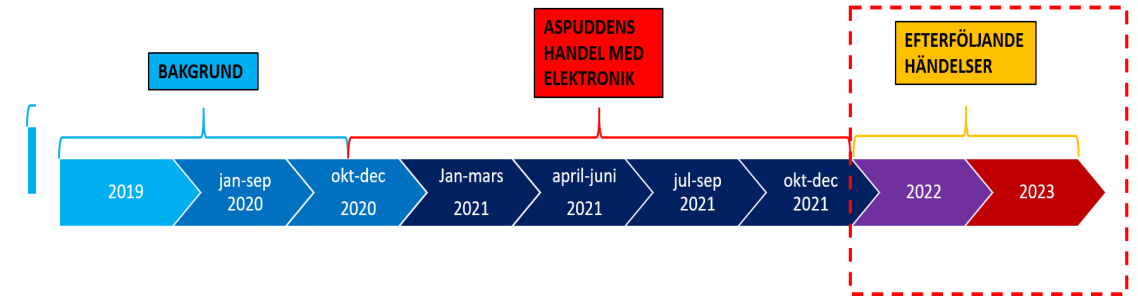 BAKGRUND
ASPUDDENS
HANDEL MED
ELEKTRONIK
EFTERFÖLJANDE
HÄNDELSER
2019
jan-sep
2020
okt-dec
2020
Jan-mars
2021
april-juni
2021
jul-sep
2021
okt-dec
2021
2022
2023